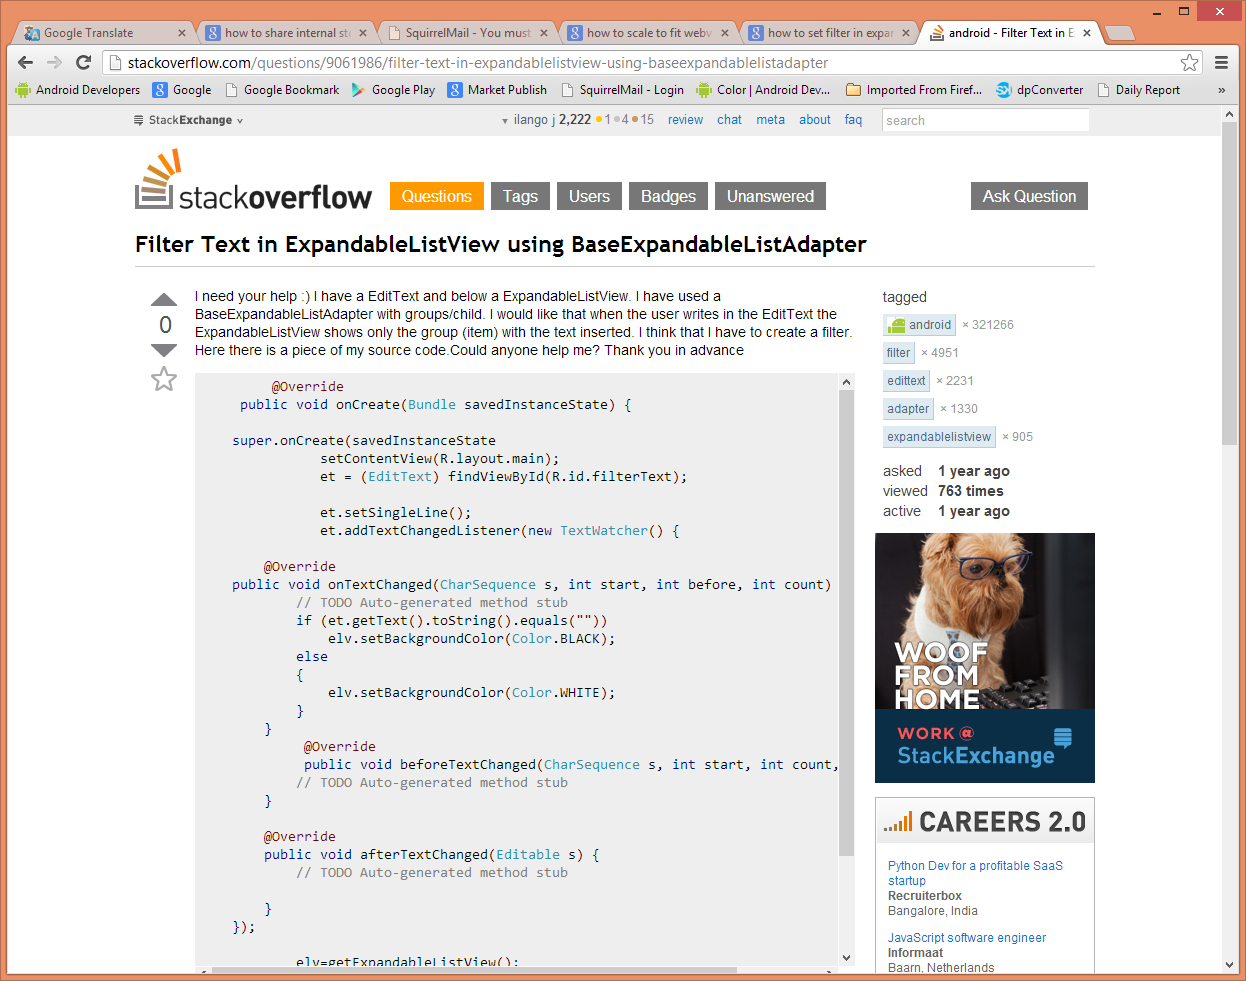 Google Translate
how to share internal st
SquirrelMail - You must
how to scale to fit webv
how to set filter in expan
android - Filter Text in E
stackoverflow.com/questions/9061986/filter-text-in-expandablelistview-using-baseexpandablelistadapter
Android Developers
Google
Google Bookmark
Google Play
Market Publish
SquirrelMail - Login
Color | Android Dev...
Imported From Firef...
dpConverter
Daily Report
»
StackExchange
ilango j 2,222 1 4 15
review
chat
meta
about
faq
search
stackoverflow
Questions
Tags
Users
Badges
Unanswered
Ask Question
Filter Text in ExpandableListView using BaseExpandableListAdapter
0
I need your help :) I have a EditText and below a ExpandableListView. I have used a
BaseExpandableListAdapter with groups/child. I would like that when the user writes in the EditText the
ExpandableListView shows only the group (item) with the text inserted. I think that I have to create a filter.
Here there is a piece of my source code.Could anyone help me? Thank you in advance
@Override
public void onCreate(Bundle savedInstanceState) {
super.onCreate(savedInstanceState
setContentView(R.layout.main);
et = (EditText) findViewById(R.id.filterText);
et.setSingleLine();
et.addTextChangedListener(new TextWatcher() {
@Override
public void onTextChanged(CharSequence s, int start, int before, int count)
// TODO Auto-generated method stub
if (et.getText().toString().equals(""))
elv.setBackgroundColor(Color.BLACK);
else
{
elv.setBackgroundColor(Color.WHITE);
}
}
@Override
public void beforeTextChanged(CharSequence s, int start, int count,
// TODO Auto-generated method stub
}
@Override
public void afterTextChanged(Editable s) {
// TODO Auto-generated method stub
}
});
elv=getExpandableListView();
tagged
android × 321266
filter × 4951
edittext × 2231
adapter × 1330
expandablelistview × 905
asked 1 year ago
viewed 763 times
active 1 year ago
WOOF
FROM
HOME
WORK @
StackExchange
CAREERS 2.0
Python Dev for a profitable SaaS
startup
Recruiterbox
Bangalore, India
JavaScript software engineer
Informaat
Baarn, Netherlands